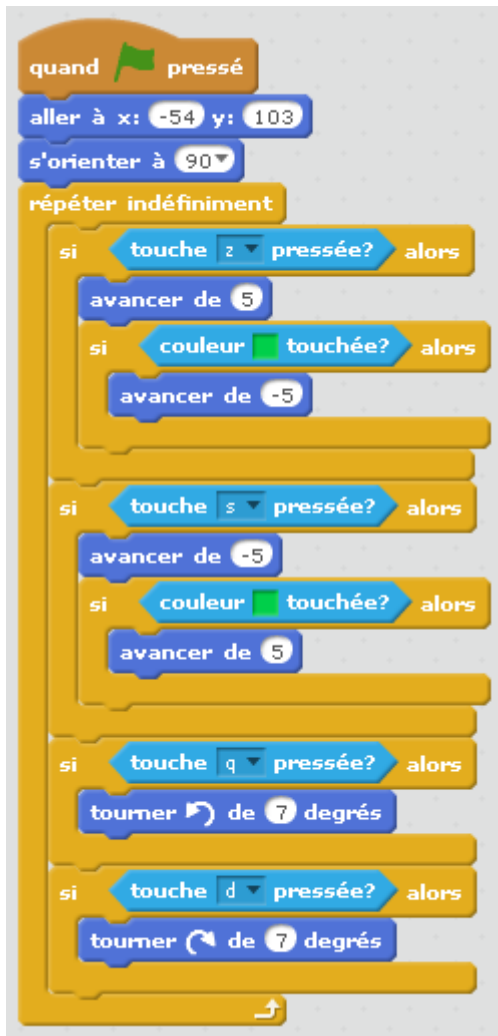 quand pressé
aller à x: -54 y: 103
s'orienter à 90
répéter indéfiniment
si touche z pressée? alors
avancer de 5
si couleur touchée? alors
avancer de -5
si touche s pressée? alors
avancer de -5
si couleur touchée? alors
avancer de 5
si touche q pressée? alors
tourner de 7 degrés
si touche d pressée? alors
tourner de 7 degrés